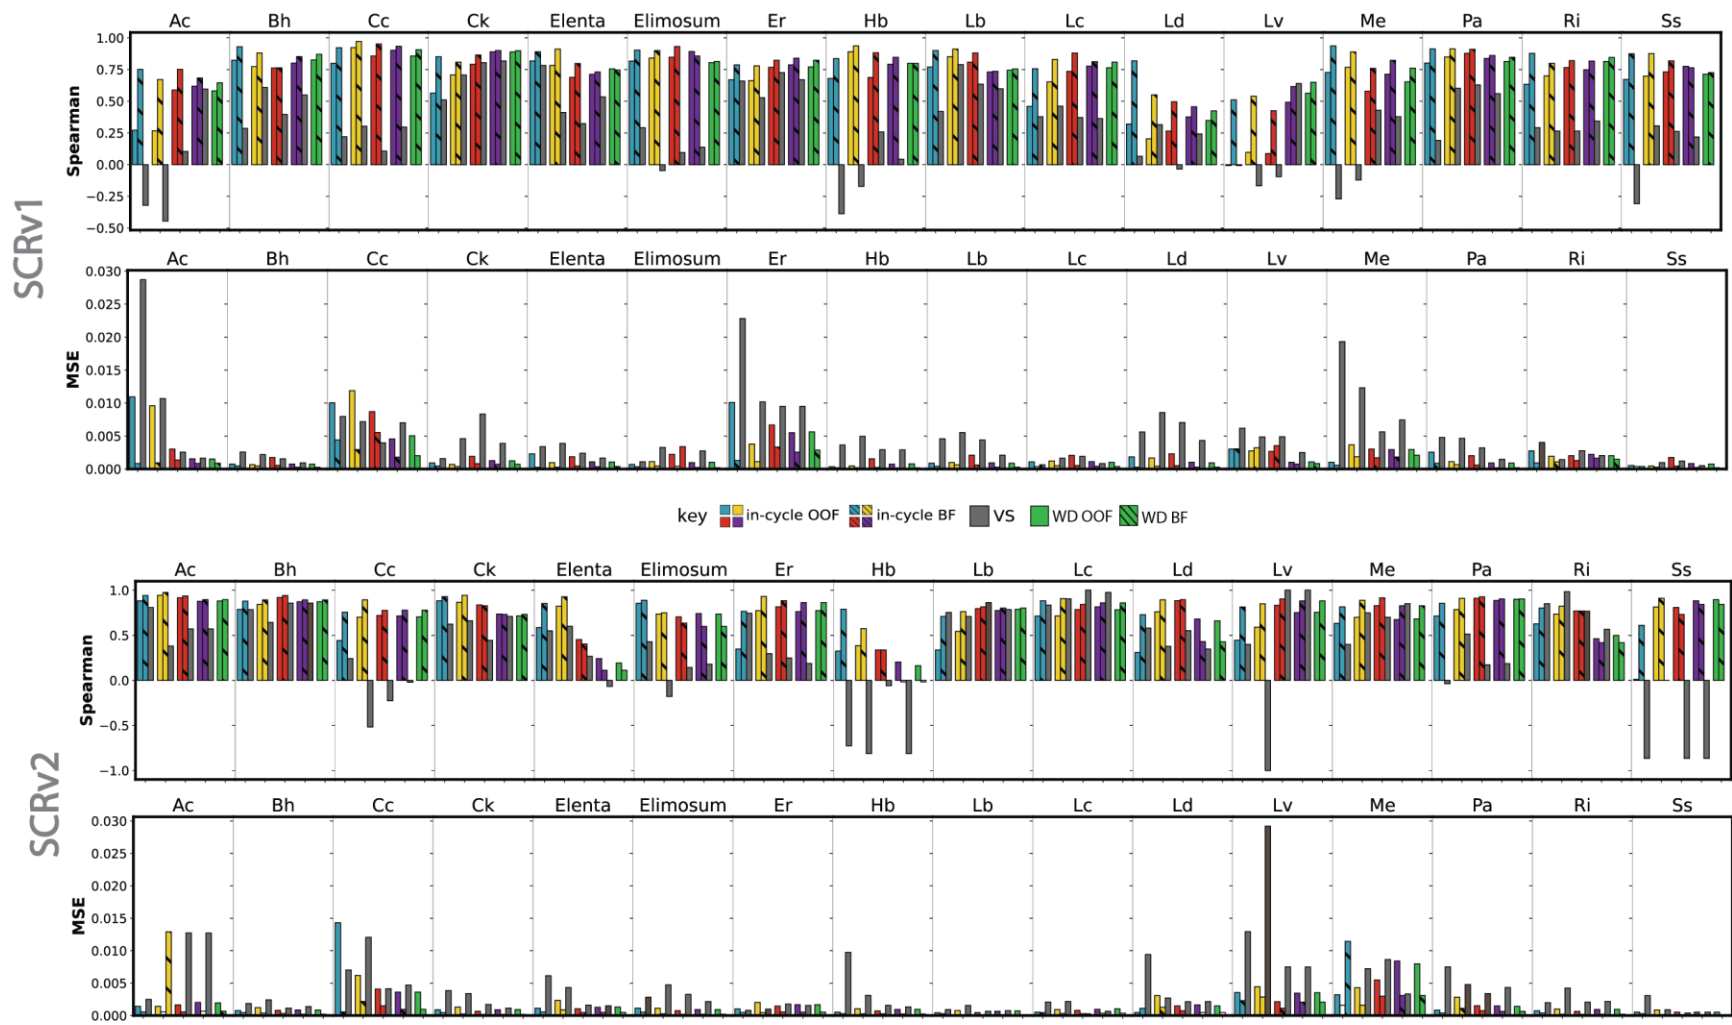 SCRv1
Ac Bh Cc Ck Elenta Elimosum Er Hb Lb Lc Ld Lv Me Pa Ri Ss
Spearman
1.00
0.75
0.50
0.25
0.00
−0.25
−0.50
Ac Bh Cc Ck Elenta Elimosum Er Hb Lb Lc Ld Lv Me Pa Ri Ss
MSE
0.030
0.025
0.020
0.015
0.010
0.005
0.000
key in-cycle OOF in-cycle BF VS WD OOF WD BF
SCRv2
Ac Bh Cc Ck Elenta Elimosum Er Hb Lb Lc Ld Lv Me Pa Ri Ss
Spearman
1.0
0.5
0.0
−0.5
−1.0
Ac Bh Cc Ck Elenta Elimosum Er Hb Lb Lc Ld Lv Me Pa Ri Ss
MSE
0.030
0.025
0.020
0.015
0.010
0.005
0.000